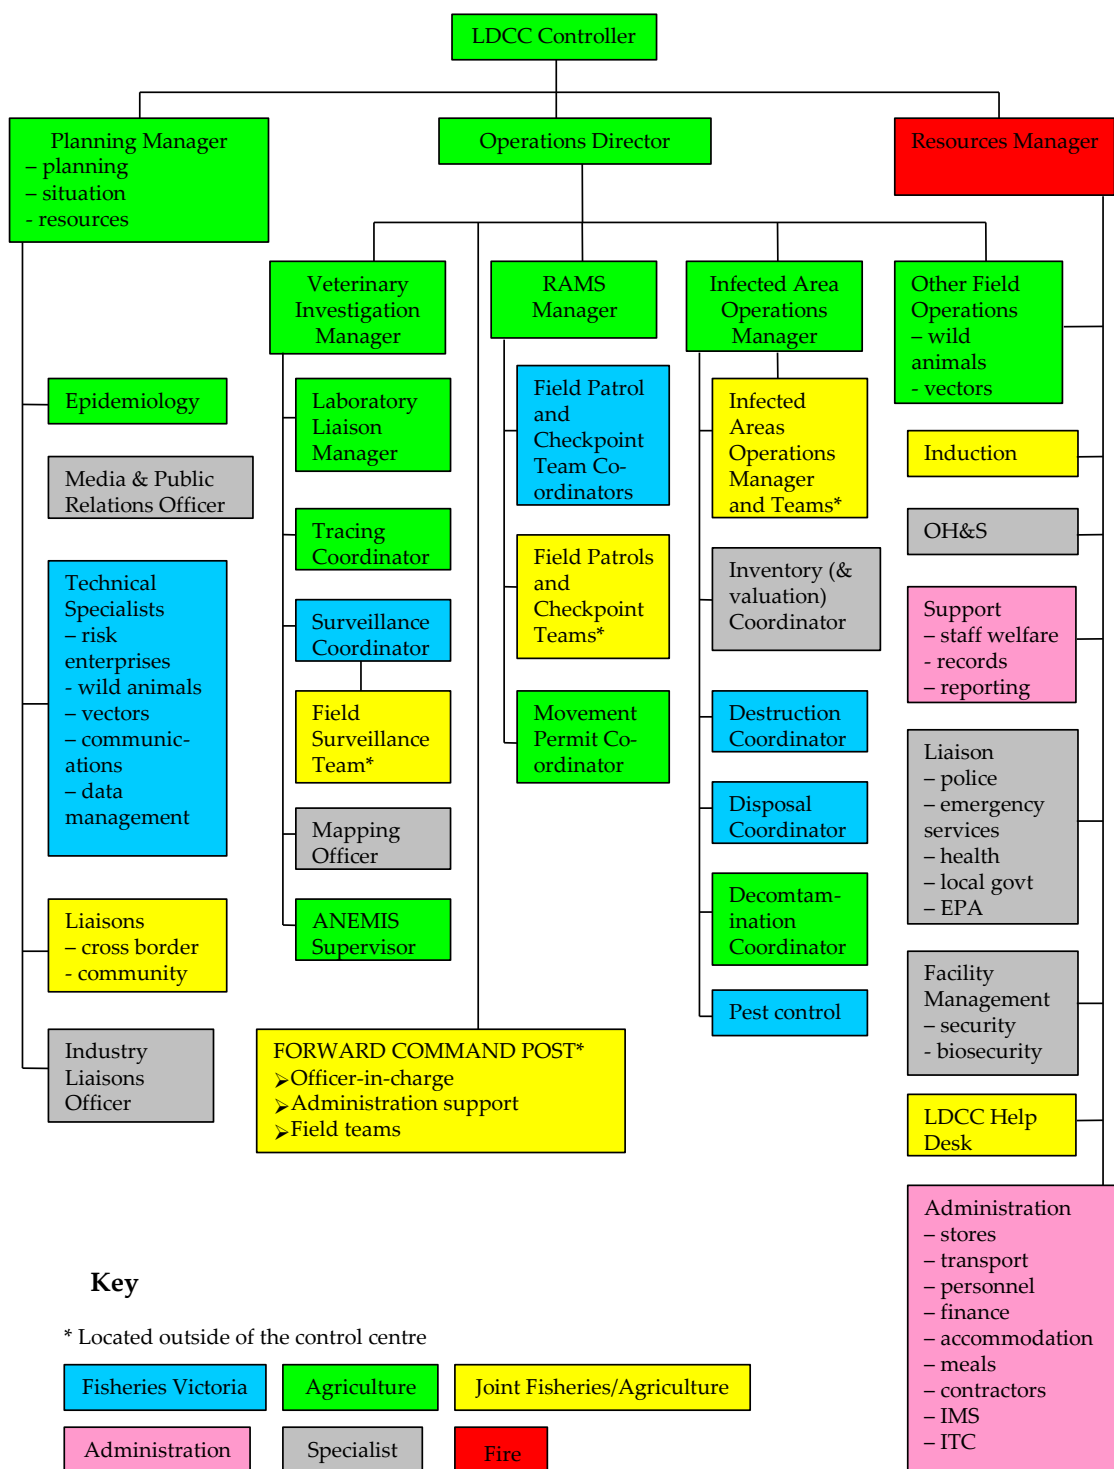 LDCC Controller
Planning Manager
– planning
– situation
- resources
Operations Director
Resources Manager
Veterinary
Investigation
Manager
RAMS
Manager
Infected Area
Operations
Manager
Other Field
Operations
– wild
animals
- vectors
Epidemiology
Media & Public
Relations Officer
Technical
Specialists
– risk
enterprises
- wild animals
– vectors
– communic-
ations
– data
management
Liaisons
– cross border
- community
Industry
Liaisons
Officer
Laboratory
Liaison
Manager
Tracing
Coordinator
Surveillance
Coordinator
Field
Surveillance
Team*
Mapping
Officer
ANEMIS
Supervisor
FORWARD COMMAND POST*
➢Officer-in-charge
➢Administration support
➢Field teams
Field Patrol
and
Checkpoint
Team Co-
ordinators
Field Patrols
and
Checkpoint
Teams*
Movement
Permit Co-
ordinator
Infected
Areas
Operations
Manager
and Teams*
Inventory (&
valuation)
Coordinator
Destruction
Coordinator
Disposal
Coordinator
Decomtam-
ination
Coordinator
Pest control
Induction
OH&S
Support
– staff welfare
- records
– reporting
Liaison
– police
– emergency
services
– health
– local govt
– EPA
Facility
Management
– security
- biosecurity
LDCC Help
Desk
Administration
– stores
– transport
– personnel
– finance
– accommodation
– meals
– contractors
– IMS
– ITC
Key
* Located outside of the control centre
Fisheries Victoria
Agriculture
Joint Fisheries/Agriculture
Administration
Specialist
Fire